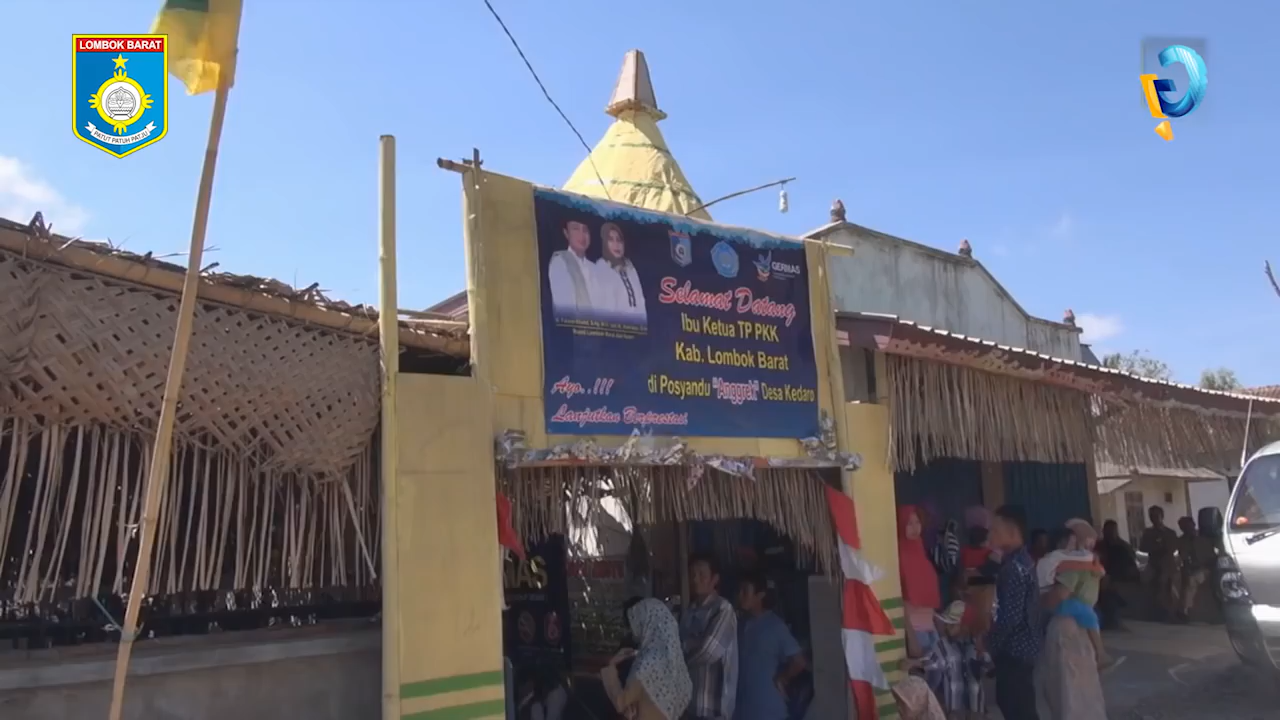 LOMBOK BARAT
PATUT PATUH PATJU
GERMAS
Selamat Datang
Ibu Ketua TP PKK
Kab. Lombok Barat
di Posyandu "Anggrek" Desa Kedaro
Ayo..!!!
Lanjutkan Berprestasi